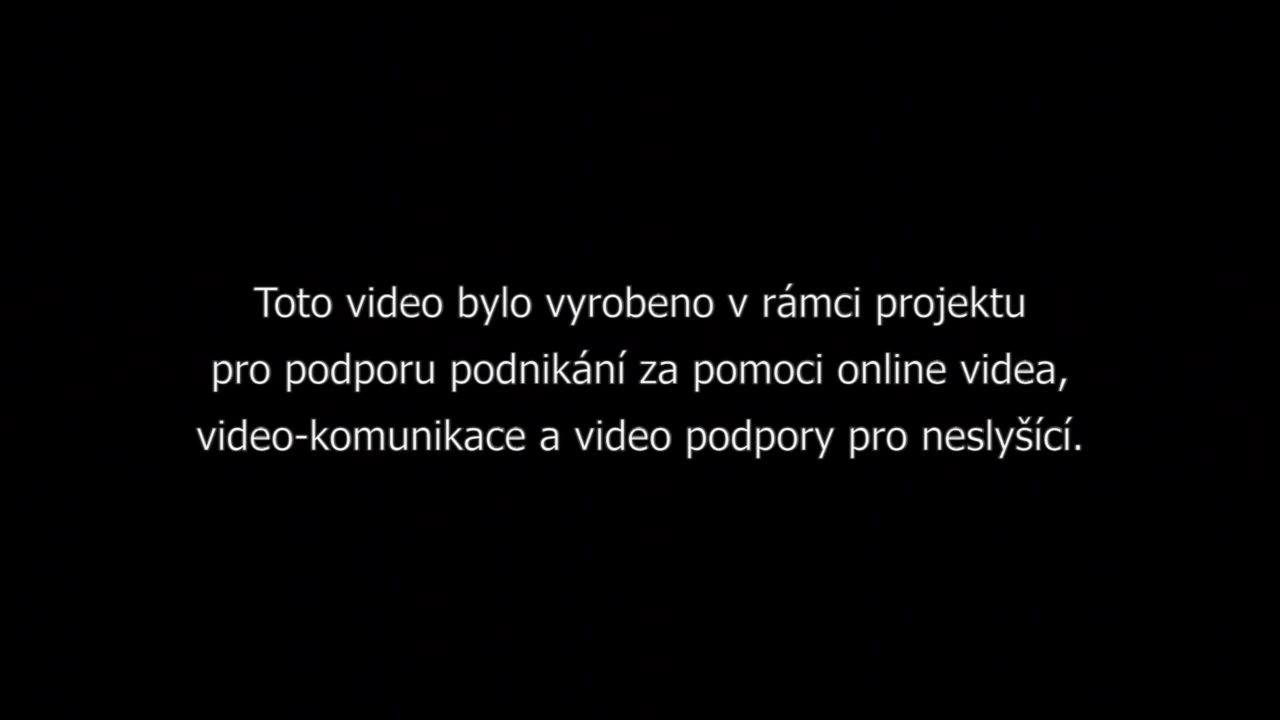 Toto video bylo vyrobeno v rámci projektu
pro podporu podnikání za pomoci online videa,
video-komunikace a video podpory pro neslyšící.